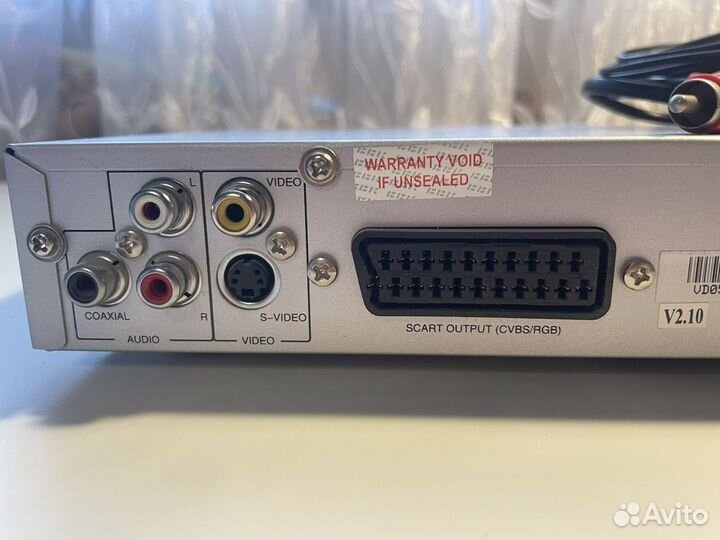 WARRANTY VOID
IF UNSEALED
L
VIDEO
COAXIAL
R
S-VIDEO
AUDIO
VIDEO
SCART OUTPUT (CVBS/RGB)
V2.10
Avito